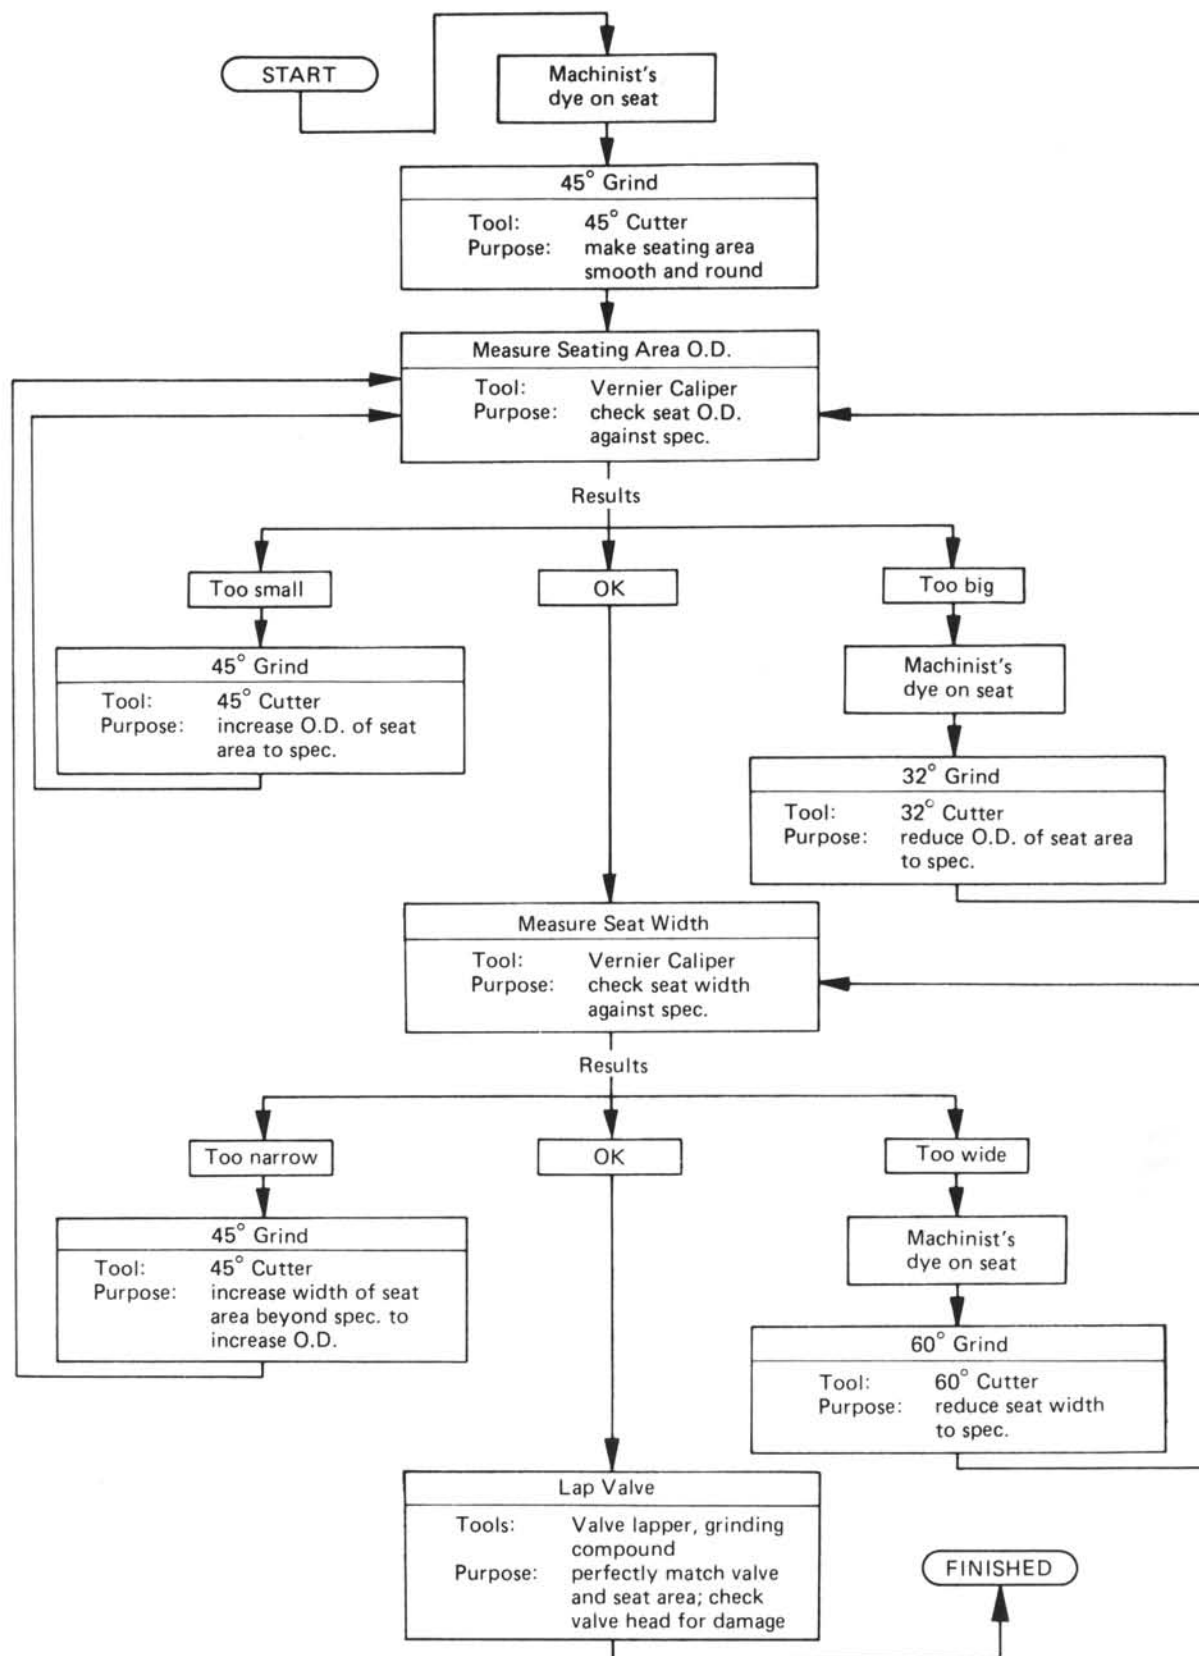 START
Machinist's
dye on seat
45° Grind
Tool: 45° Cutter
Purpose: make seating area
smooth and round
Measure Seating Area O.D.
Tool: Vernier Caliper
Purpose: check seat O.D.
against spec.
Results
Too small
OK
Too big
45° Grind
Tool: 45° Cutter
Purpose: increase O.D. of seat
area to spec.
Machinist's
dye on seat
32° Grind
Tool: 32° Cutter
Purpose: reduce O.D. of seat area
to spec.
Measure Seat Width
Tool: Vernier Caliper
Purpose: check seat width
against spec.
Results
Too narrow
OK
Too wide
45° Grind
Tool: 45° Cutter
Purpose: increase width of seat
area beyond spec. to
increase O.D.
Machinist's
dye on seat
60° Grind
Tool: 60° Cutter
Purpose: reduce seat width
to spec.
Lap Valve
Tools: Valve lapper, grinding
compound
Purpose: perfectly match valve
and seat area; check
valve head for damage
FINISHED